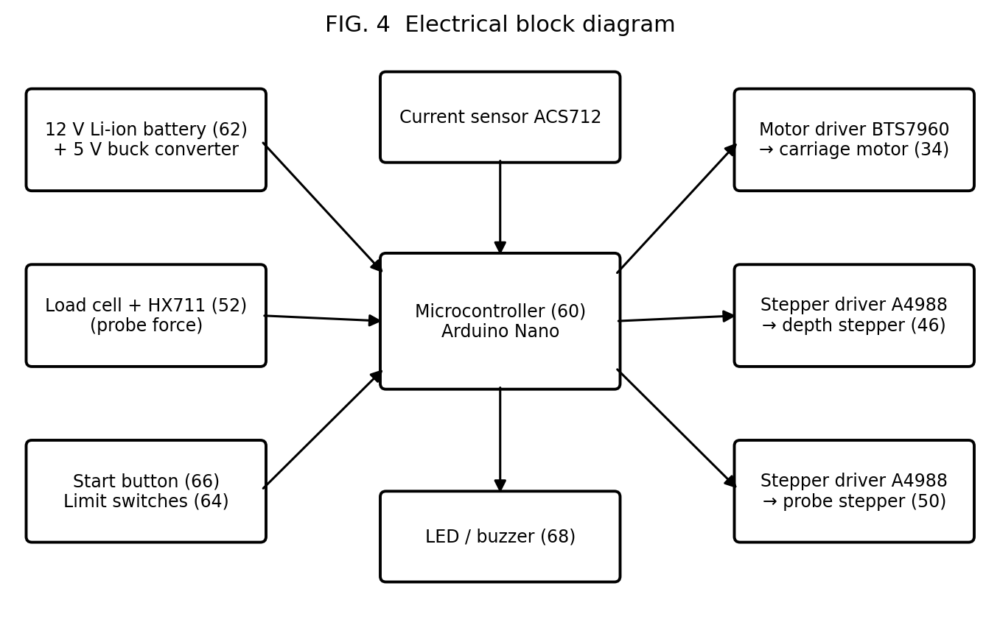 FIG. 4  Electrical block diagram
12 V Li-ion battery (62)
+ 5 V buck converter
Current sensor ACS712
Motor driver BTS7960
→ carriage motor (34)
Load cell + HX711 (52)
(probe force)
Microcontroller (60)
Arduino Nano
Stepper driver A4988
→ depth stepper (46)
Start button (66)
Limit switches (64)
LED / buzzer (68)
Stepper driver A4988
→ probe stepper (50)